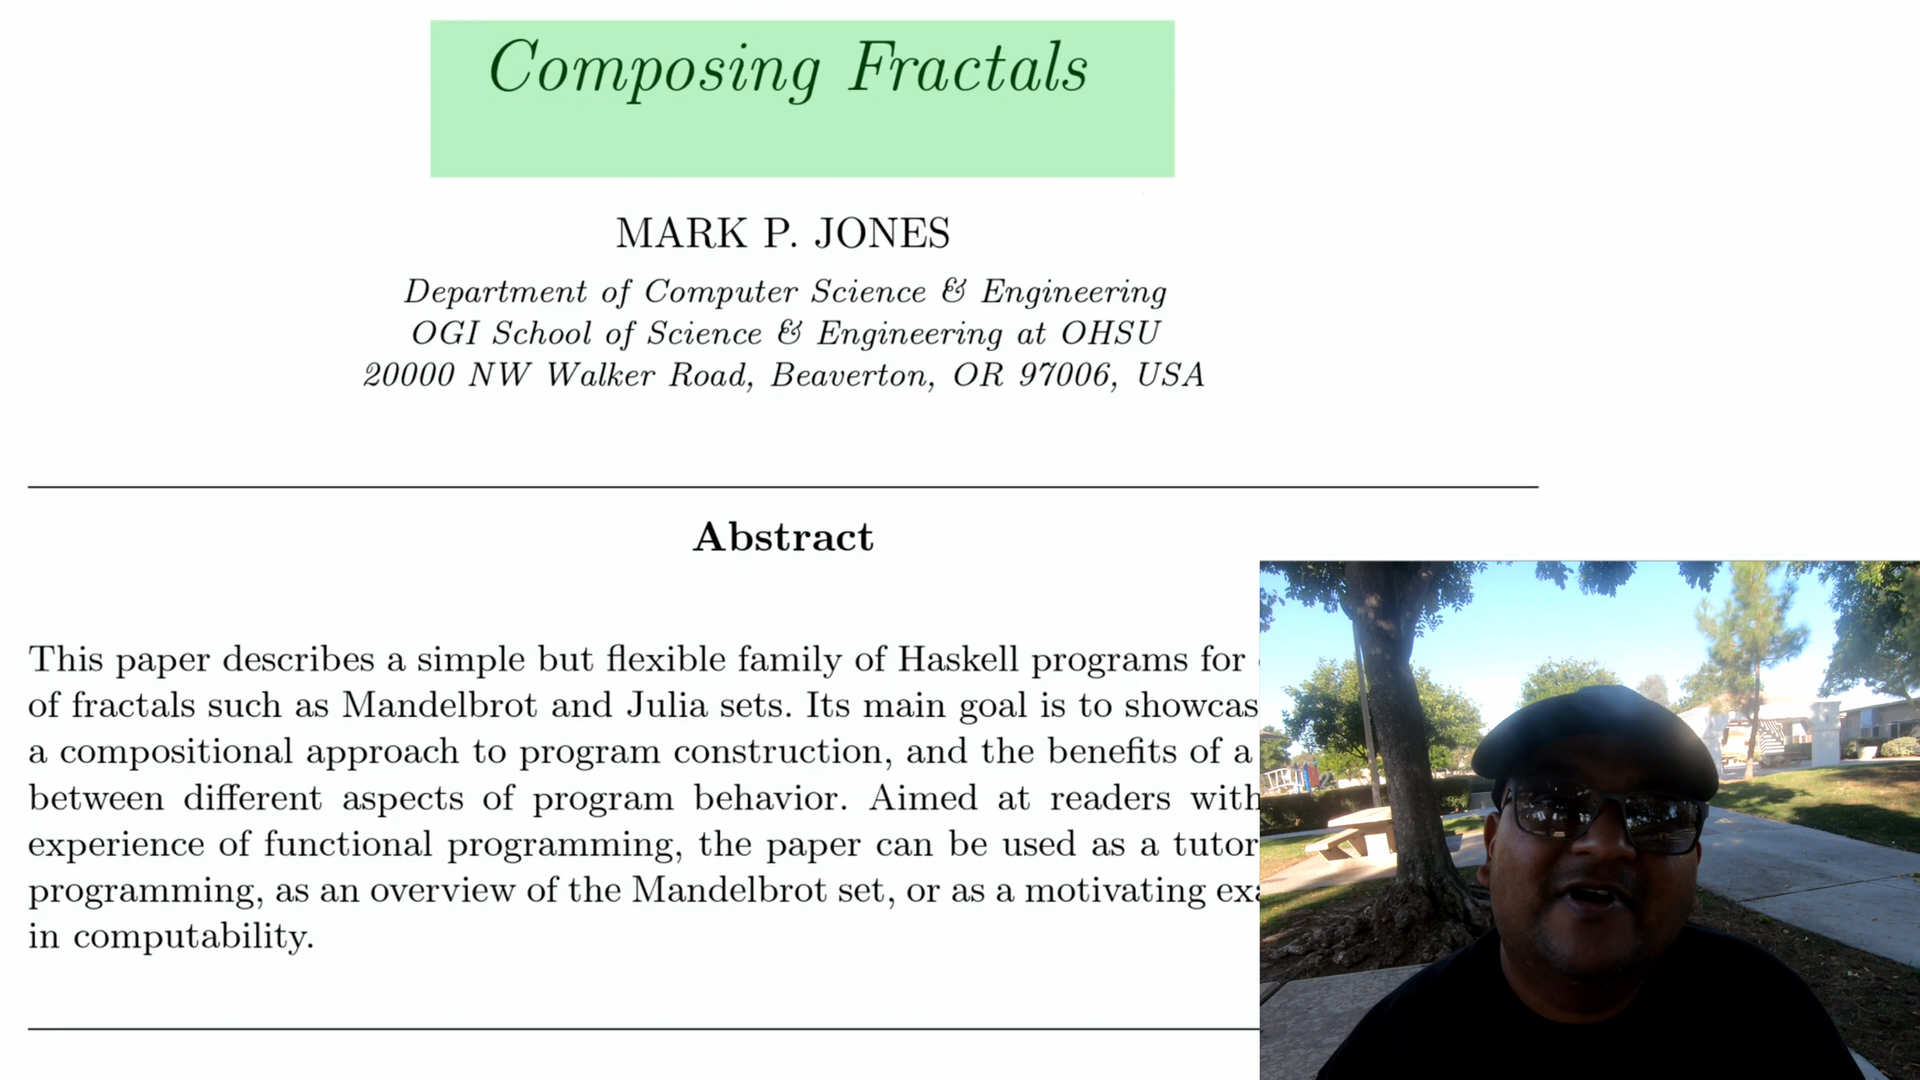 Composing Fractals
MARK P. JONES
Department of Computer Science & Engineering
OGI School of Science & Engineering at OHSU
20000 NW Walker Road, Beaverton, OR 97006, USA
Abstract
This paper describes a simple but flexible family of Haskell programs for
of fractals such as Mandelbrot and Julia sets. Its main goal is to showcas
a compositional approach to program construction, and the benefits of a
between different aspects of program behavior. Aimed at readers with
experience of functional programming, the paper can be used as a tutor
programming, as an overview of the Mandelbrot set, or as a motivating exa
in computability.